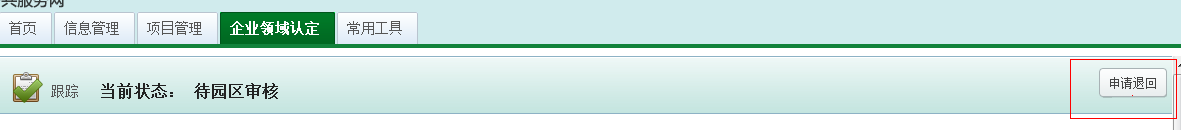 共服务网
首页 信息管理 项目管理 企业领域认定 常用工具
跟踪 当前状态： 待园区审核 申请退回